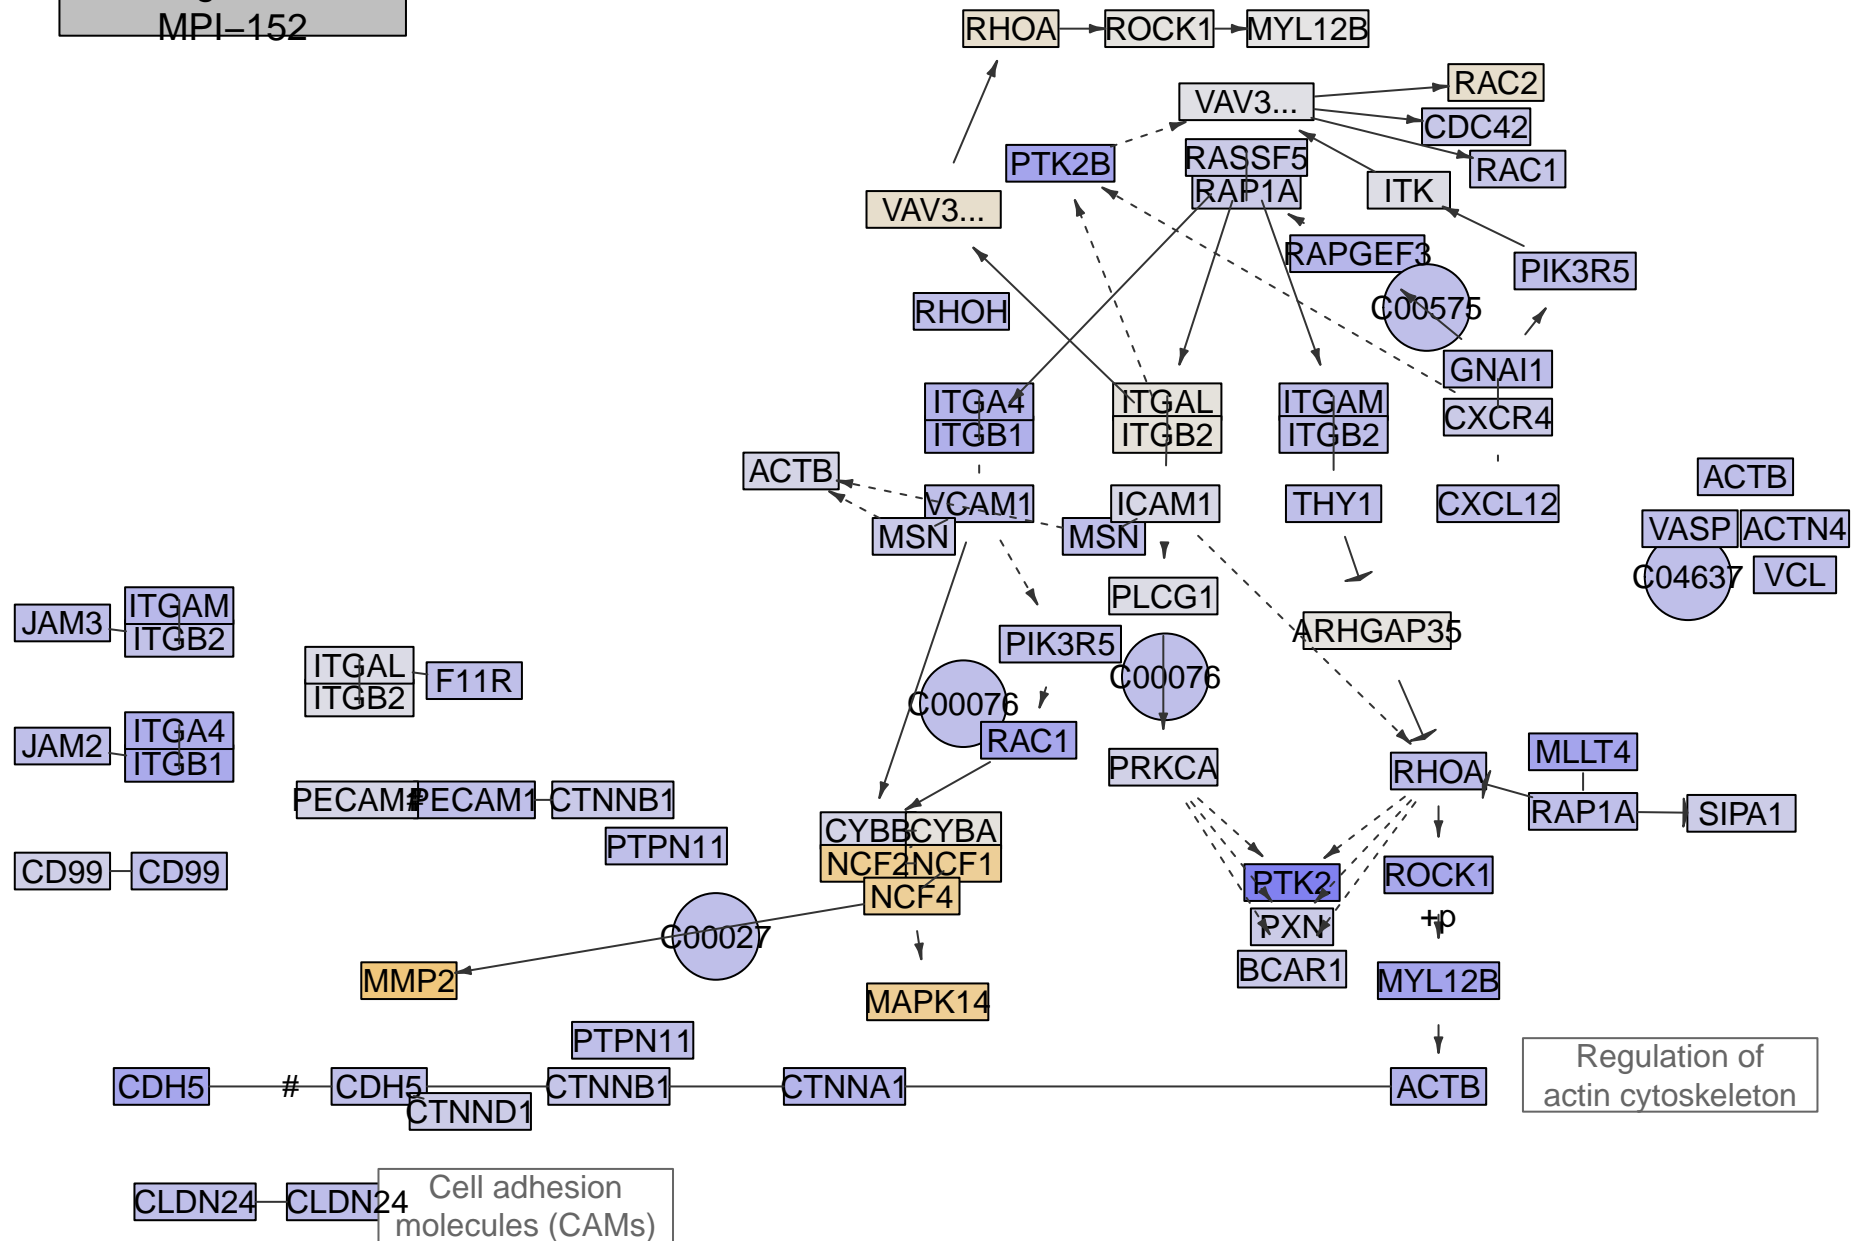 MPI−152
RHOA
ROCK1
MYL12B
RAC2
VAV3...
CDC42
PTK2B
RASSF5
RAC1
RAP1A
ITK
VAV3...
RAPGEF3
PIK3R5
RHOH
C00575
GNAI1
ITGA4
ITGAL
ITGAM
CXCR4
ITGB1
ITGB2
ITGB2
ACTB
ACTB
VCAM1
ICAM1
THY1
CXCL12
MSN
MSN
VASP
ACTN4
C04637
VCL
PLCG1
JAM3
ITGAM
ITGB2
ARHGAP35
PIK3R5
ITGAL
ITGB2
F11R
C00076
C00076
JAM2
ITGA4
ITGB1
RAC1
PRKCA
RHOA
MLLT4
PECAM1
#
PECAM1
CTNNB1
RAP1A
SIPA1
CYBB
CYBA
PTPN11
NCF2
NCF1
CD99
CD99
NCF4
PTK2
ROCK1
PXN
+p
C00027
BCAR1
MMP2
MYL12B
MAPK14
PTPN11
CDH5
#
CDH5
CTNNB1
CTNNA1
ACTB
CTNND1
Regulation of
actin cytoskeleton
CLDN24
CLDN24
Cell adhesion
molecules (CAMs)